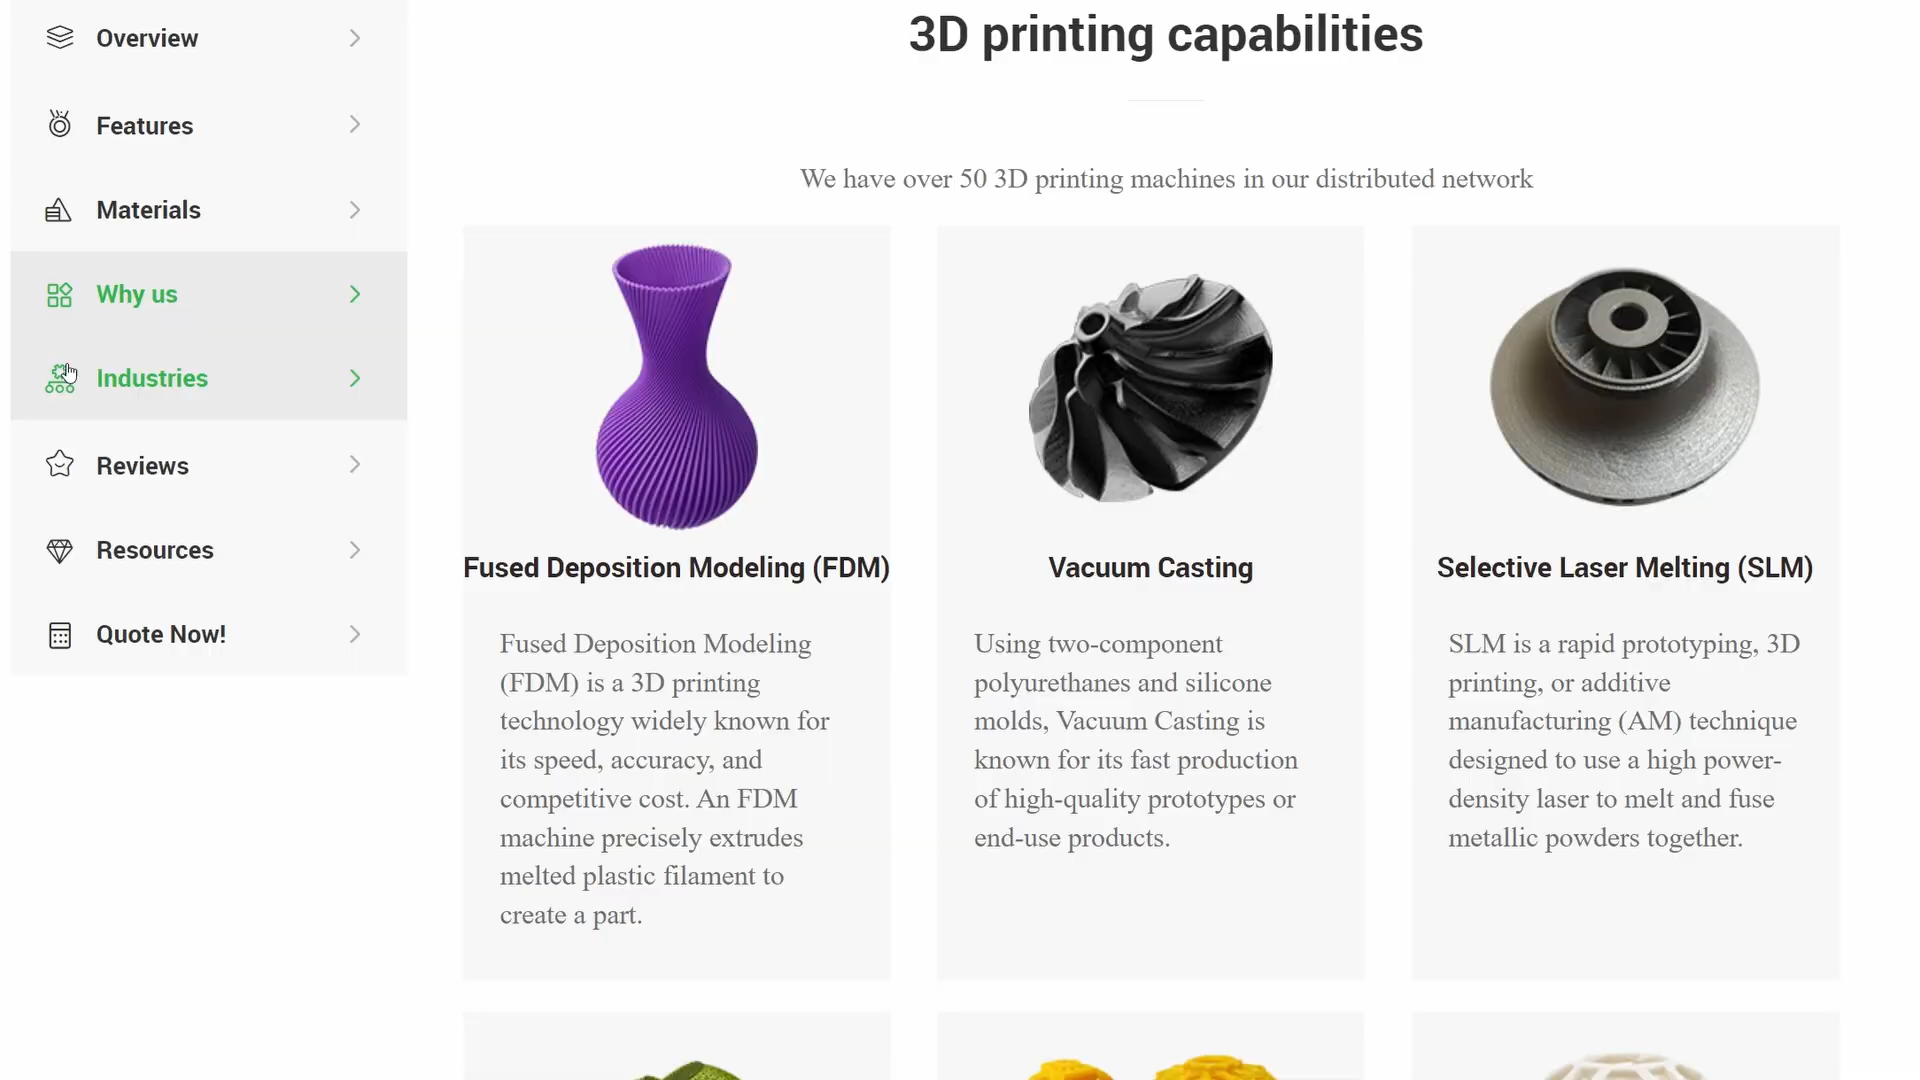 Overview
Features
Materials
Why us
Industries
Reviews
Resources
Quote Now!
3D printing capabilities
We have over 50 3D printing machines in our distributed network
Fused Deposition Modeling (FDM)
Fused Deposition Modeling
(FDM) is a 3D printing
technology widely known for
its speed, accuracy, and
competitive cost. An FDM
machine precisely extrudes
melted plastic filament to
create a part.
Vacuum Casting
Using two-component
polyurethanes and silicone
molds, Vacuum Casting is
known for its fast production
of high-quality prototypes or
end-use products.
Selective Laser Melting (SLM)
SLM is a rapid prototyping, 3D
printing, or additive
manufacturing (AM) technique
designed to use a high power-
density laser to melt and fuse
metallic powders together.